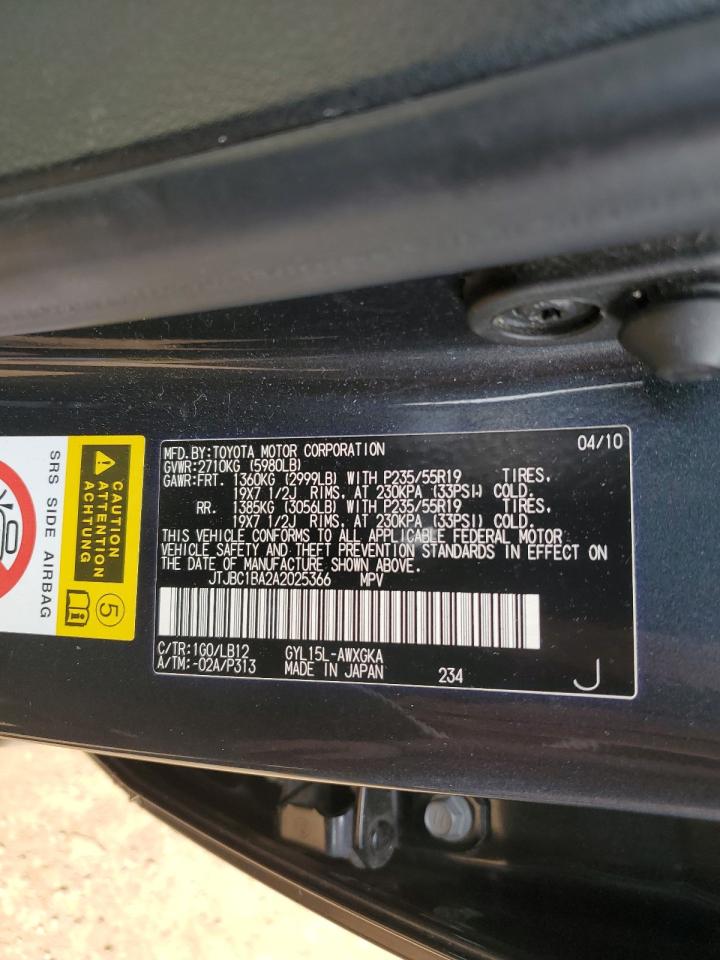 MFD.BY:TOYOTA MOTOR CORPORATION 04/10
GVWR:2710KG (5980LB)
GAWR:FRT. 1360KG (2999LB) WITH P235/55R19 TIRES,
19X7 1/2J RIMS, AT 230KPA (33PSI) COLD.
RR. 1385KG (3056LB) WITH P235/55R19 TIRES,
19X7 1/2J RIMS, AT 230KPA (33PSI) COLD.
THIS VEHICLE CONFORMS TO ALL APPLICABLE FEDERAL MOTOR
VEHICLE SAFETY AND THEFT PREVENTION STANDARDS IN EFFECT ON
THE DATE OF MANUFACTURE SHOWN ABOVE.
JTJBC1BA2A2025366 MPV
C/TR:1G0/LB12 GYL15L-AWXGKA
A/TM:-02A/P313 MADE IN JAPAN 234 J
SRS SIDE AIRBAG
CAUTION
ATTENTION
ACHTUNG
i
5